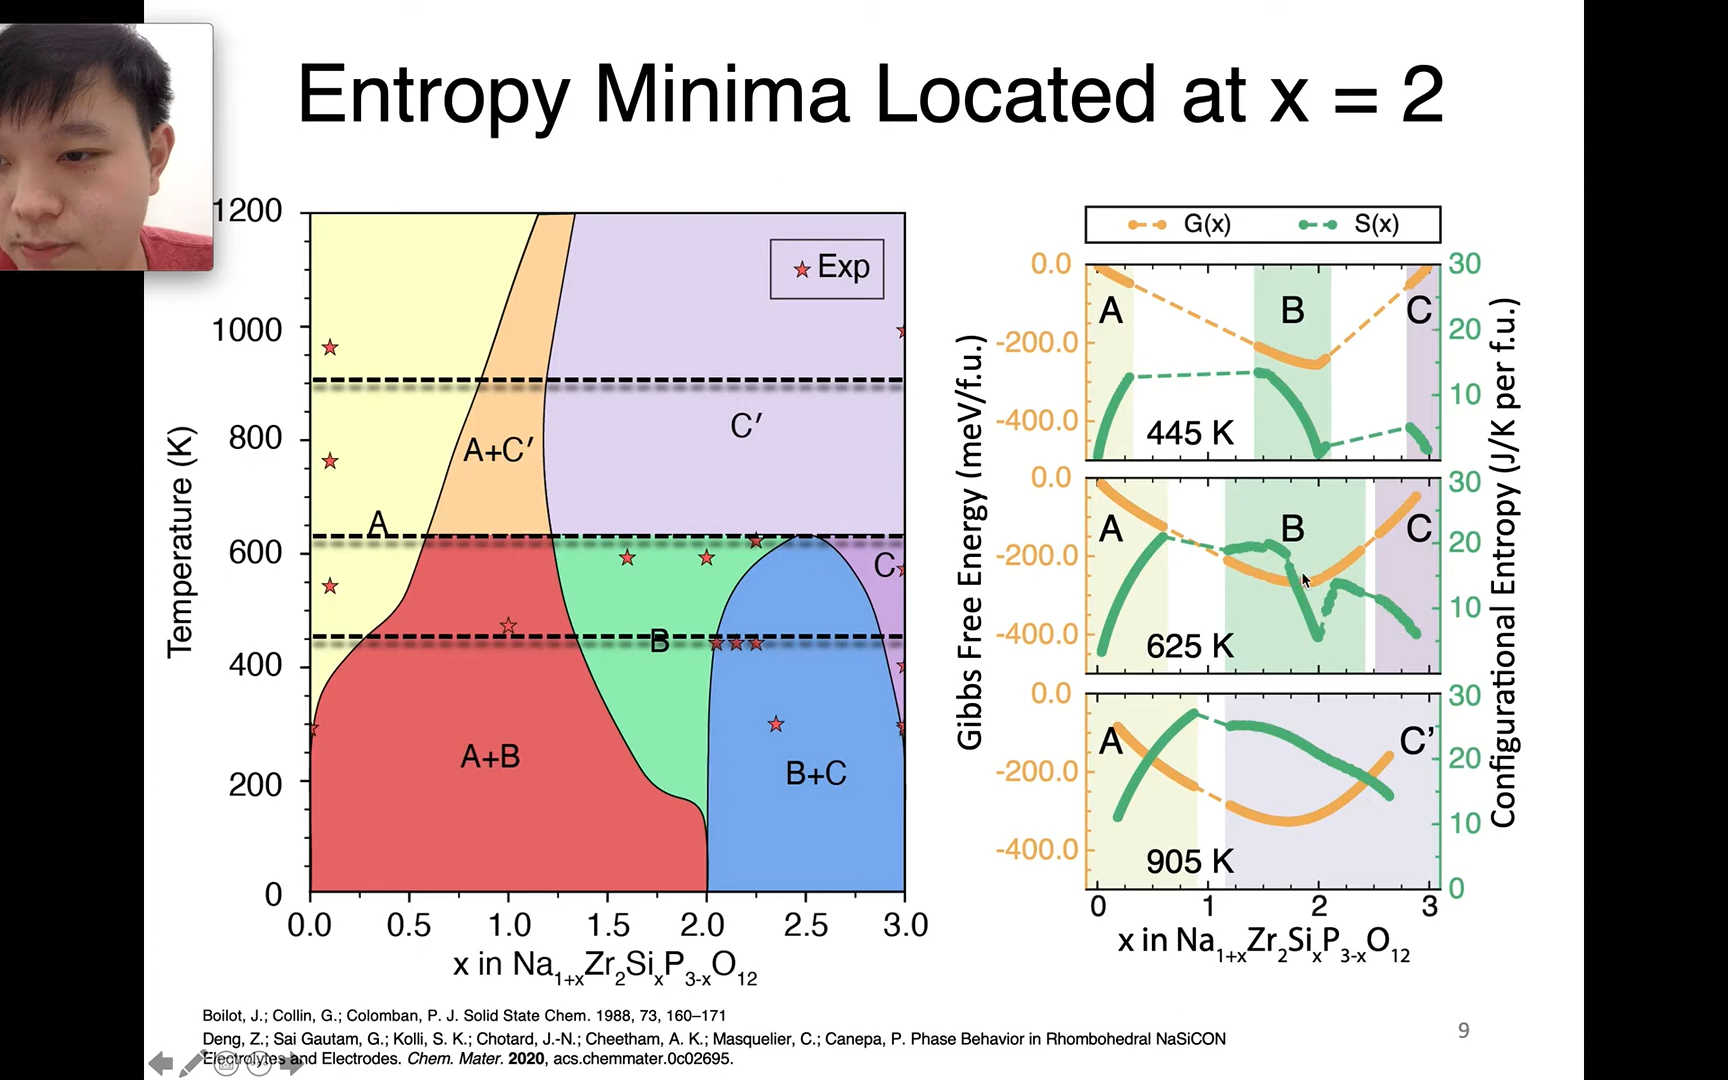 Entropy Minima Located at x = 2
1200
1000
800
600
400
200
0
Temperature (K)
Exp
A
A+C′
C′
C
B
A+B
B+C
0.0 0.5 1.0 1.5 2.0 2.5 3.0
x in Na1+xZr2SixP3-xO12
G(x) S(x)
Gibbs Free Energy (meV/f.u.)
Configurational Entropy (J/K per f.u.)
0.0
-200.0
-400.0
30
20
10
A B C
445 K
0.0
-200.0
-400.0
30
20
10
A B C
625 K
0.0
-200.0
-400.0
30
20
10
0
A C’
905 K
0 1 2 3
x in Na1+xZr2SixP3-xO12
Boilot, J.; Collin, G.; Colomban, P. J. Solid State Chem. 1988, 73, 160–171
Deng, Z.; Sai Gautam, G.; Kolli, S. K.; Chotard, J.-N.; Cheetham, A. K.; Masquelier, C.; Canepa, P. Phase Behavior in Rhombohedral NaSiCON
Electrolytes and Electrodes. Chem. Mater. 2020, acs.chemmater.0c02695.
9